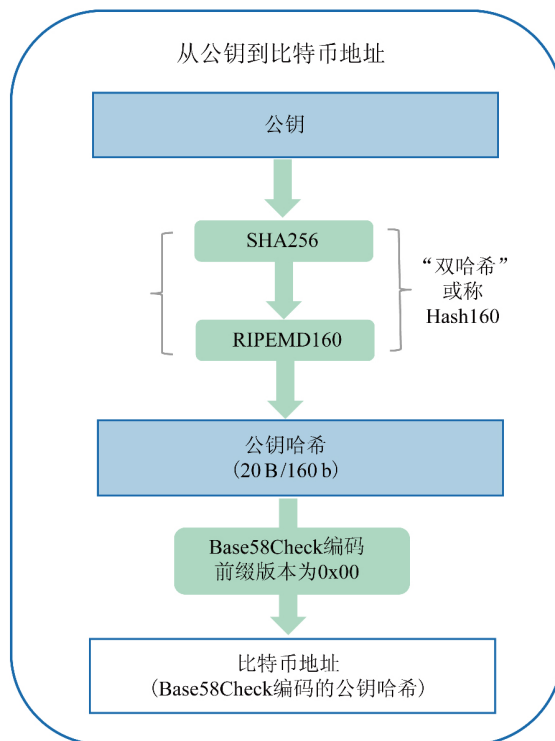 从公钥到比特币地址
公钥
SHA256
“双哈希”
或称
Hash160
RIPEMD160
公钥哈希
(20 B/160 b)
Base58Check编码
前缀版本为0x00
比特币地址
(Base58Check编码的公钥哈希)